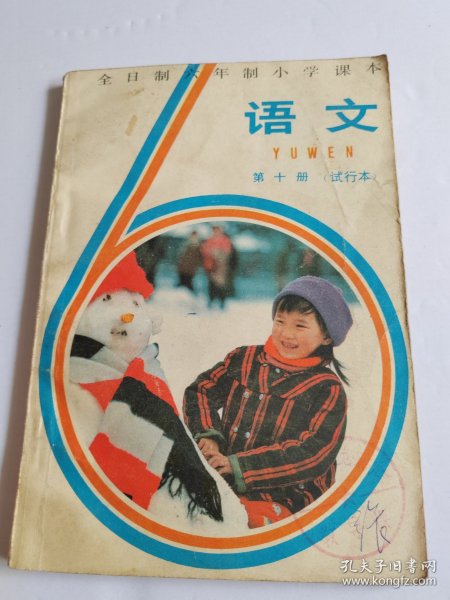 全日制六年制小学课本
语文
YUWEN
第十册（试行本）
孔夫子旧书网
www.kongfz.com